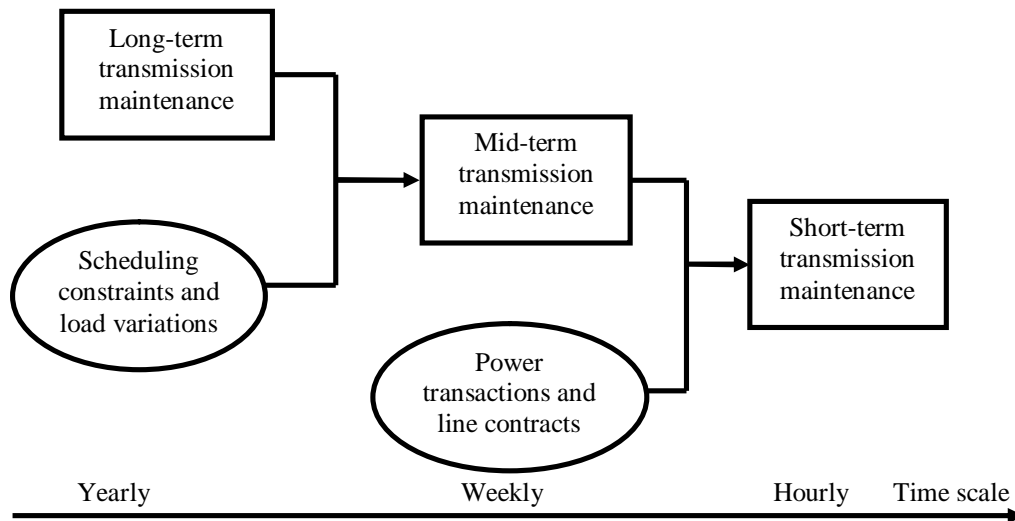 Long-term
transmission
maintenance
Mid-term
transmission
maintenance
Scheduling
constraints and
load variations
Short-term
transmission
maintenance
Power
transactions and
line contracts
Yearly
Weekly
Hourly
Time scale